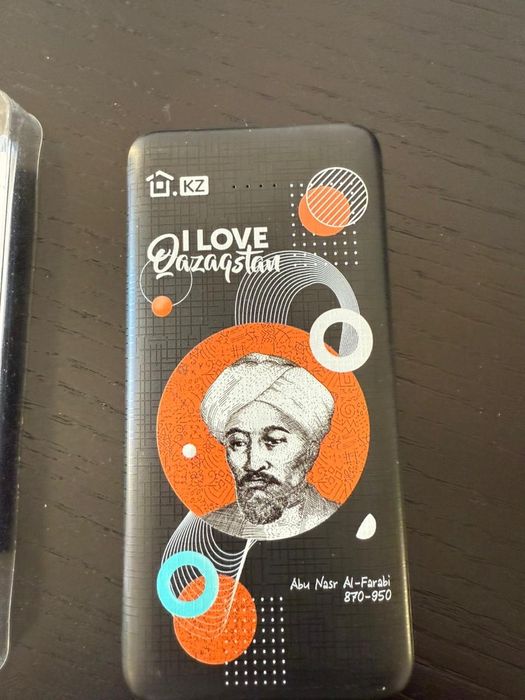 .KZ
I LOVE
Qazaqstan
Abu Nasr Al-Farabi
870-950